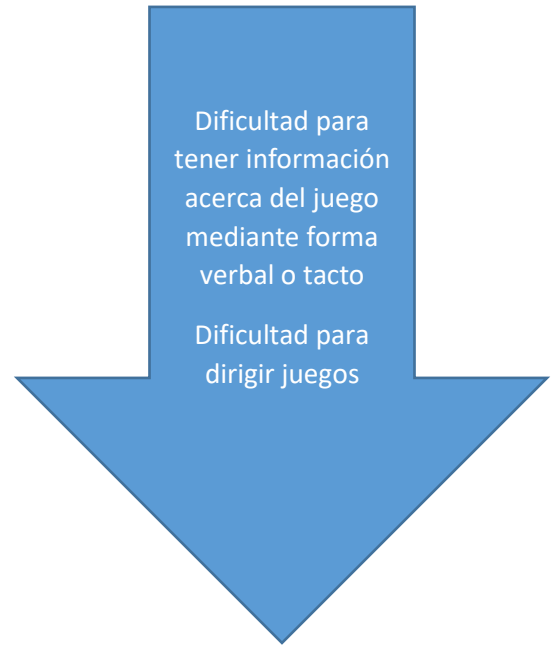 Dificultad para
tener información
acerca del juego
mediante forma
verbal o tacto
Dificultad para
dirigir juegos